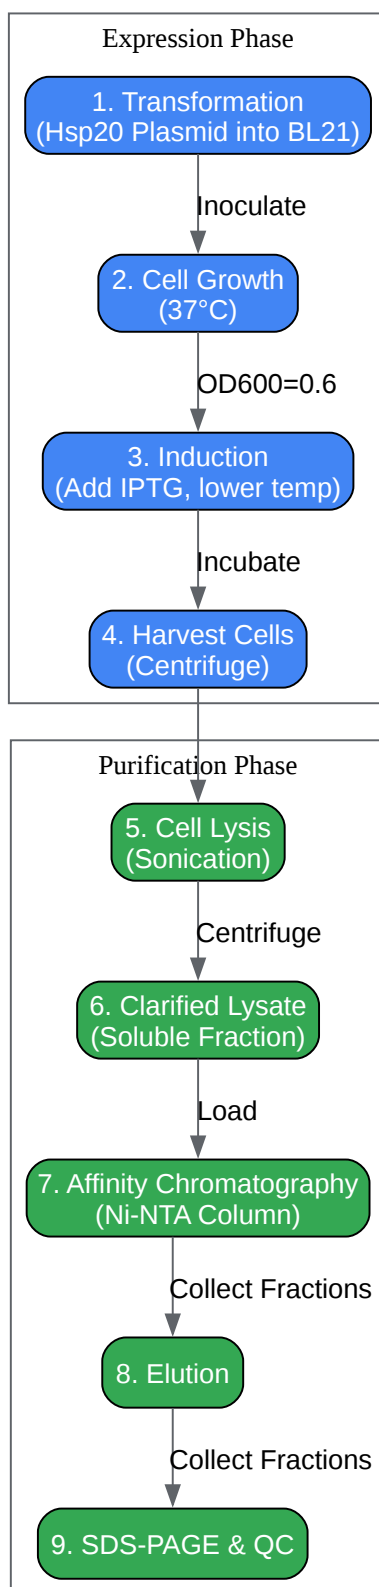 Expression Phase
1. Transformation
(Hsp20 Plasmid into BL21)
Inoculate
2. Cell Growth
(37°C)
OD600=0.6
3. Induction
(Add IPTG, lower temp)
Incubate
4. Harvest Cells
(Centrifuge)
Purification Phase
5. Cell Lysis
(Sonication)
Centrifuge
6. Clarified Lysate
(Soluble Fraction)
Load
7. Affinity Chromatography
(Ni-NTA Column)
Collect Fractions
8. Elution
Collect Fractions
9. SDS-PAGE & QC